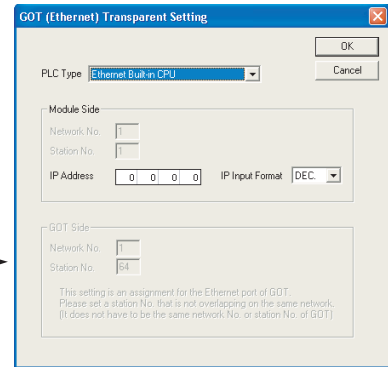 GOT (Ethernet) Transparent Setting
OK
PLC Type Ethernet Built-in CPU
Cancel
Module Side
Network No. 1
Station No. 1
IP Address 0 0 0 0 IP Input Format DEC.
GOT Side
Network No. 1
Station No. 64
This setting is an assignment for the Ethernet port of GOT.
Please set a station No. that is not overlapping on the same network.
(It does not have to be the same network No. or station No. of GOT)